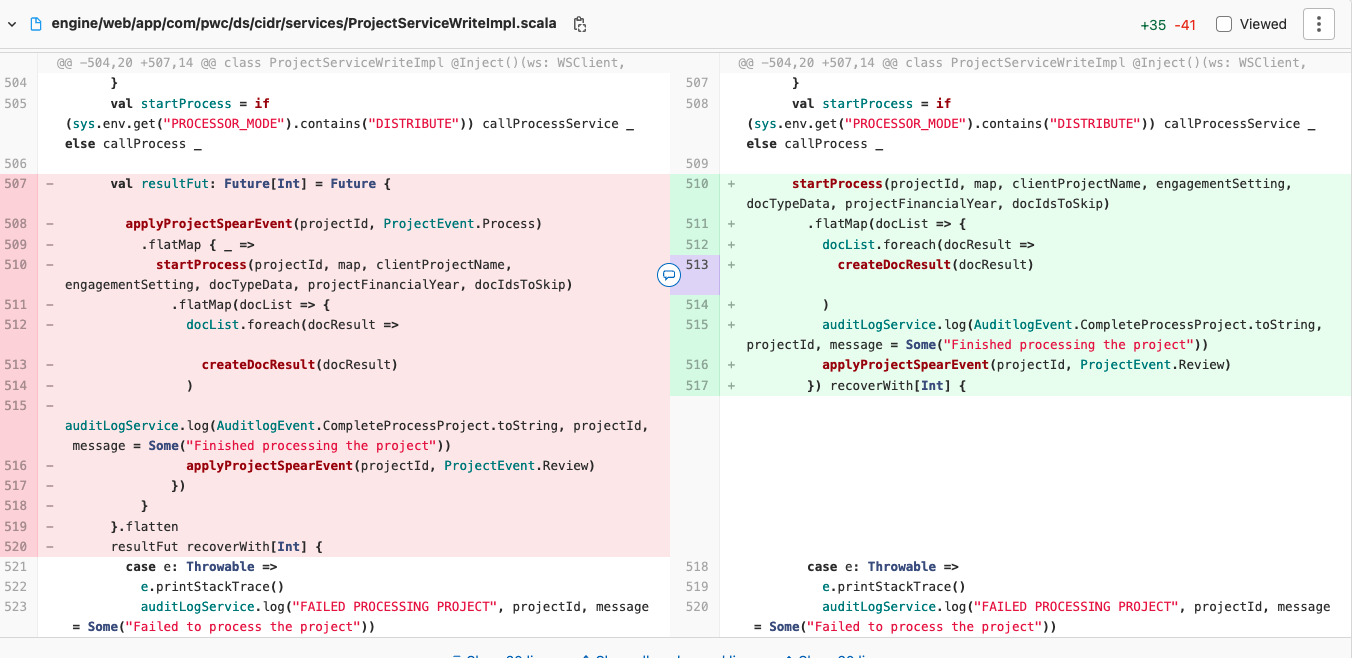 engine/web/app/com/pwc/ds/cidr/services/ProjectServiceWriteImpl.scala
+35 -41 Viewed
@@ -504,20 +507,14 @@ class ProjectServiceWriteImpl @Inject()(ws: WSClient,
504 }
505 val startProcess = if
(sys.env.get("PROCESSOR_MODE").contains("DISTRIBUTE")) callProcessService _
else callProcess _
506
507 - val resultFut: Future[Int] = Future {
508 - applyProjectSpearEvent(projectId, ProjectEvent.Process)
509 - .flatMap { _ =>
510 - startProcess(projectId, map, clientProjectName,
engagementSetting, docTypeData, projectFinancialYear, docIdsToSkip)
511 - .flatMap(docList => {
512 - docList.foreach(docResult =>
513 - createDocResult(docResult)
514 - )
515 -
auditLogService.log(AuditlogEvent.CompleteProcessProject.toString, projectId,
message = Some("Finished processing the project"))
516 - applyProjectSpearEvent(projectId, ProjectEvent.Review)
517 - })
518 - }
519 - }.flatten
520 - resultFut recoverWith[Int] {
521 case e: Throwable =>
522 e.printStackTrace()
523 auditLogService.log("FAILED PROCESSING PROJECT", projectId, message
= Some("Failed to process the project"))
@@ -504,20 +507,14 @@ class ProjectServiceWriteImpl @Inject()(ws: WSClient,
507 }
508 val startProcess = if
(sys.env.get("PROCESSOR_MODE").contains("DISTRIBUTE")) callProcessService _
else callProcess _
509
510 + startProcess(projectId, map, clientProjectName, engagementSetting,
docTypeData, projectFinancialYear, docIdsToSkip)
511 + .flatMap(docList => {
512 + docList.foreach(docResult =>
513 + createDocResult(docResult)
514 + )
515 + auditLogService.log(AuditlogEvent.CompleteProcessProject.toString,
projectId, message = Some("Finished processing the project"))
516 + applyProjectSpearEvent(projectId, ProjectEvent.Review)
517 + }) recoverWith[Int] {
518 case e: Throwable =>
519 e.printStackTrace()
520 auditLogService.log("FAILED PROCESSING PROJECT", projectId, message
= Some("Failed to process the project"))